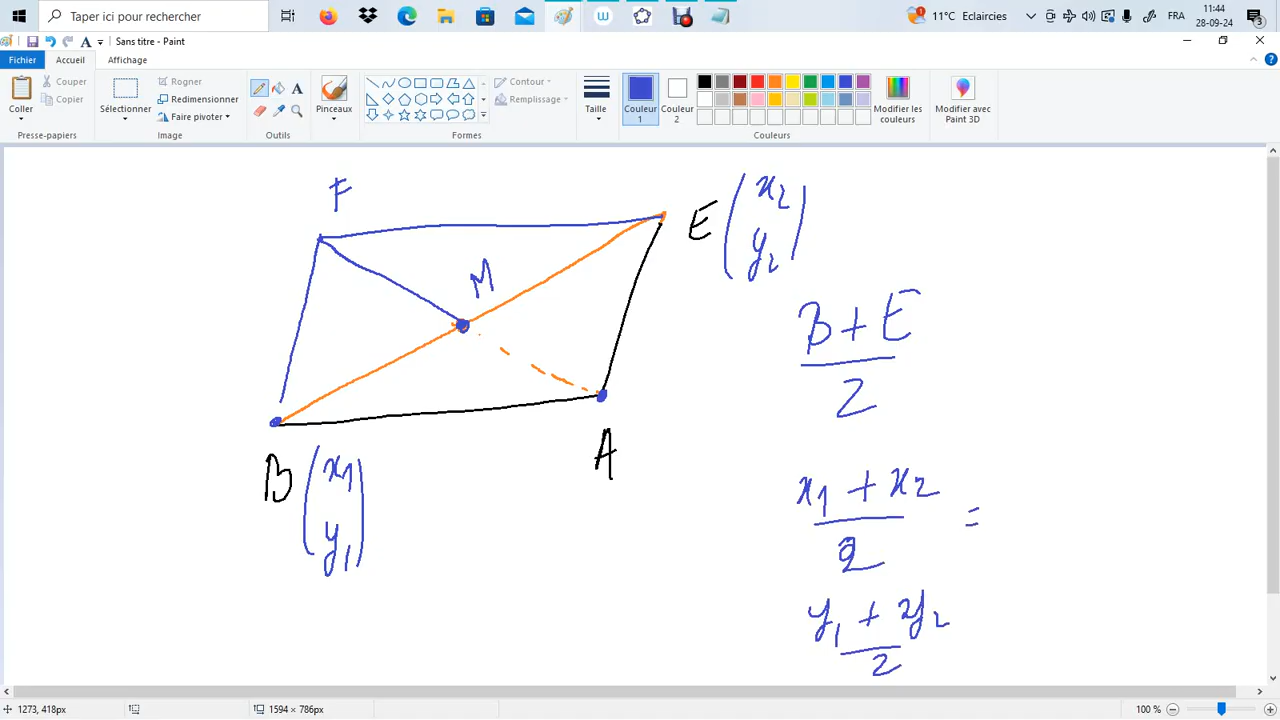 Taper ici pour rechercher
11°C Eclaircies
FRA
11:44
28-09-24
3
Sans titre - Paint
Fichier
Accueil
Affichage
Coller
Couper
Copier
Presse-papiers
Sélectionner
Rogner
Redimensionner
Faire pivoter
Image
A
Outils
Pinceaux
Contour
Remplissage
Formes
Taille
Couleur
1
Couleur
2
Modifier les
couleurs
Couleurs
Modifier avec
Paint 3D
F
E (x2
y2)
M
B+E
2
B (x1
y1)
A
x1 + x2
2
=
y1 + y2
2
1273, 418px
1594 × 786px
100 %